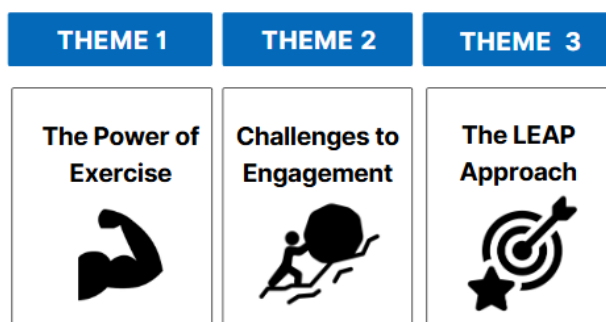 THEME 1
THEME 2
THEME 3
The Power of
Exercise
Challenges to
Engagement
The LEAP
Approach